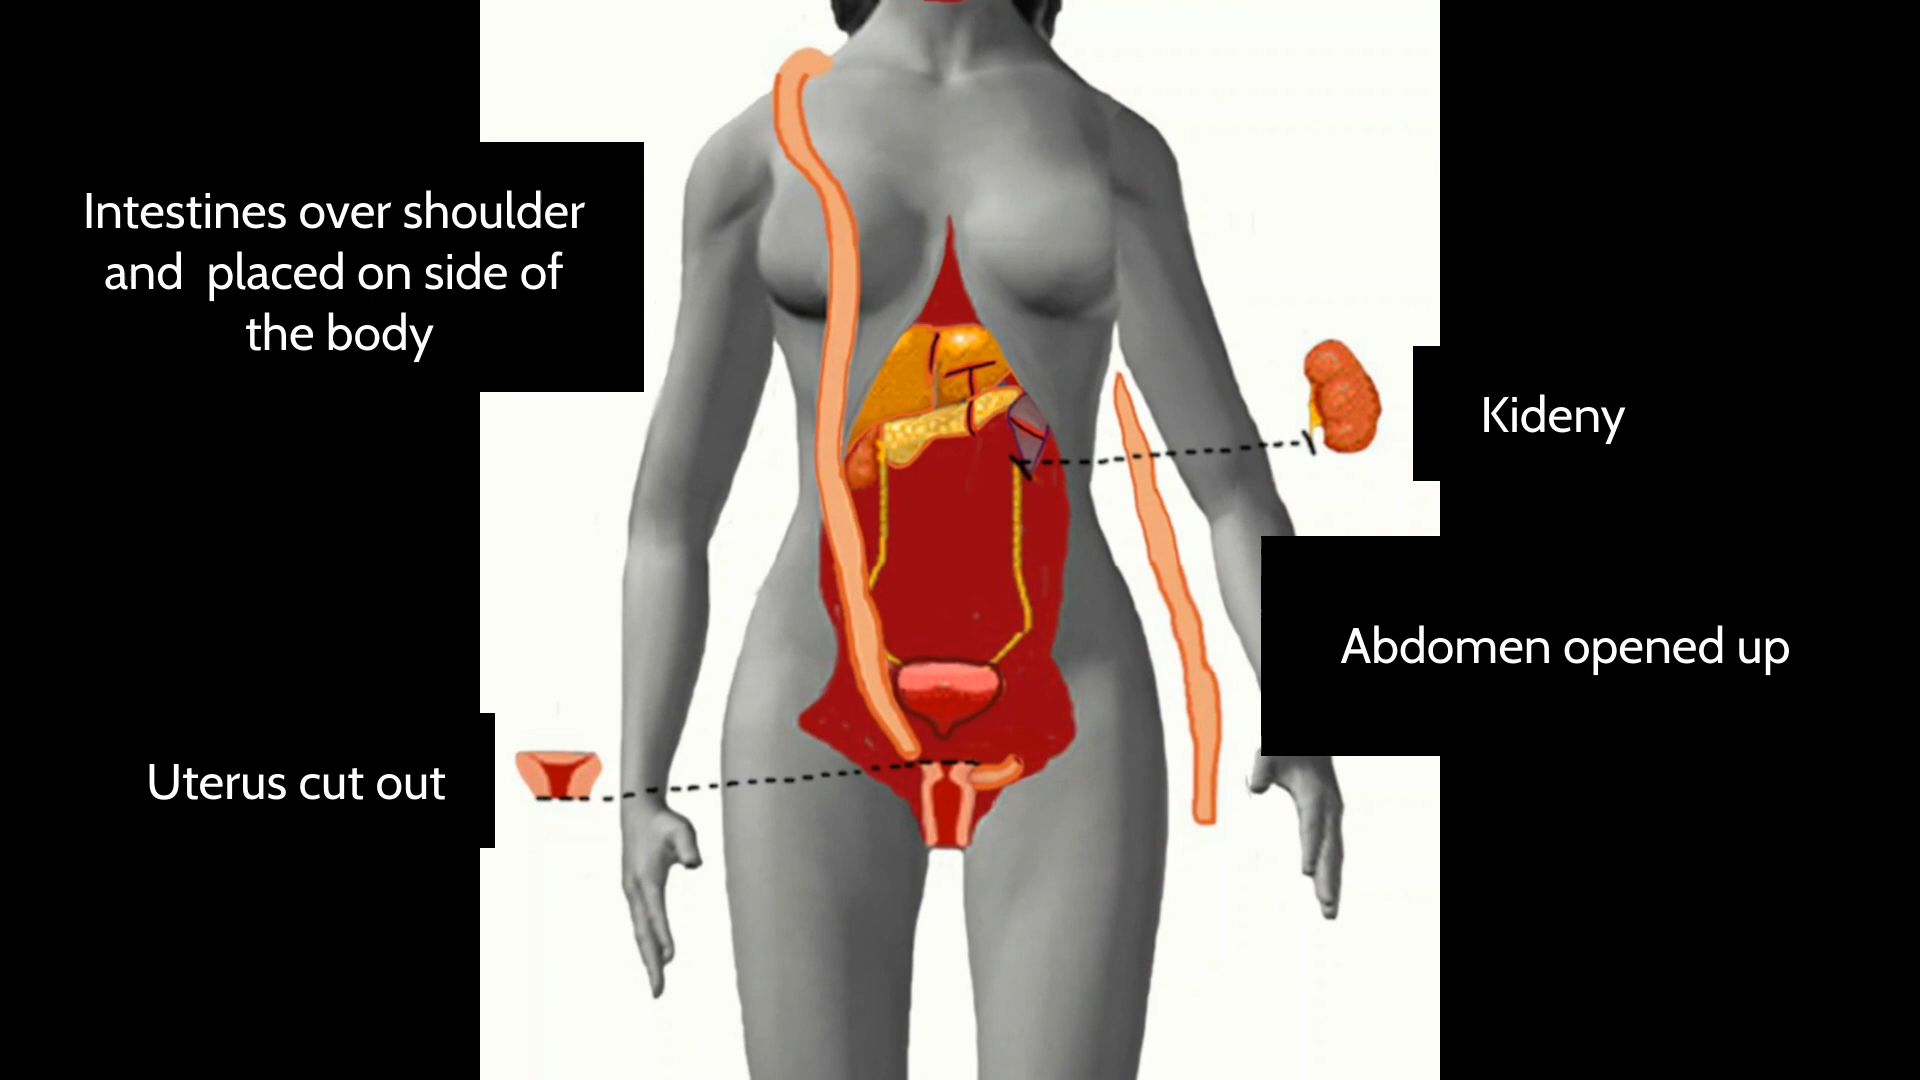 Intestines over shoulder
and  placed on side of
the body
Kideny
Abdomen opened up
Uterus cut out